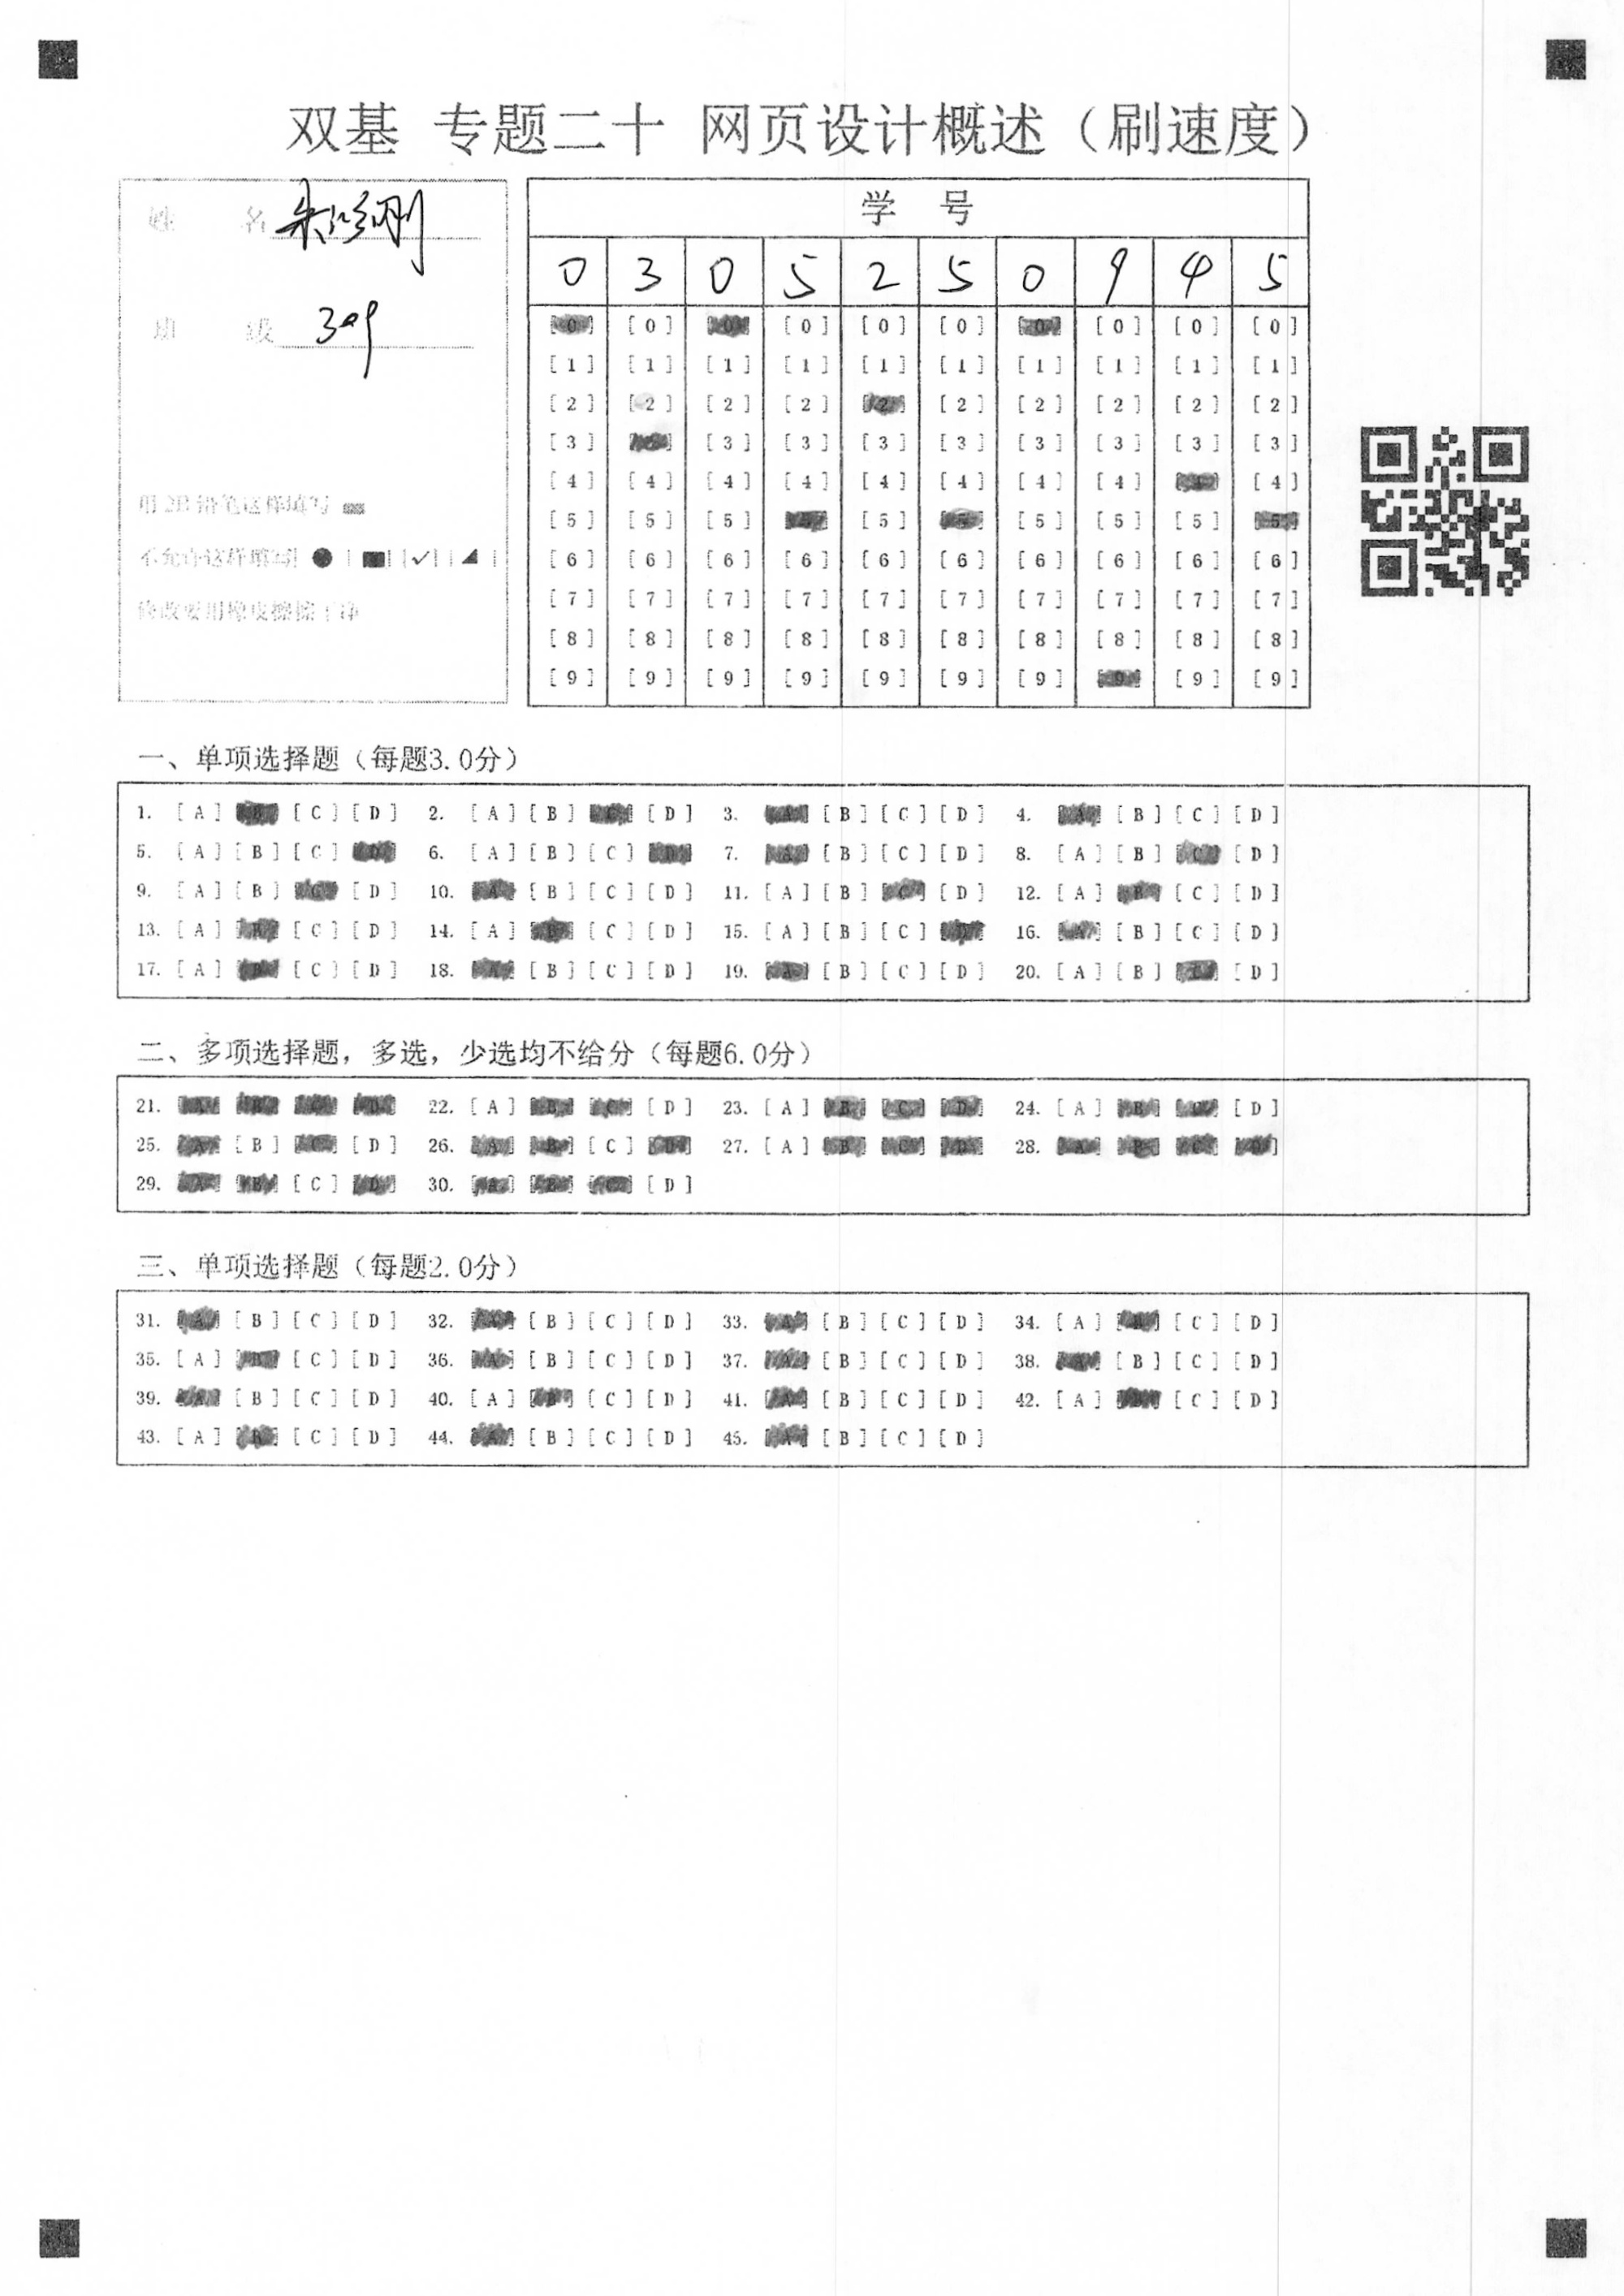 双基 专题二十 网页设计概述（刷速度）
姓 名
班 级 309
用2B铅笔这样填写
不允许这样填写
修改要用橡皮擦擦干净
学 号
0 3 0 5 2 5 0 9 4 5
[0] [0] [0] [0] [0] [0] [0] [0] [0] [0]
[1] [1] [1] [1] [1] [1] [1] [1] [1] [1]
[2] [2] [2] [2] [2] [2] [2] [2] [2] [2]
[3] [3] [3] [3] [3] [3] [3] [3] [3]
[4] [4] [4] [4] [4] [4] [4] [4] [4] [4]
[5] [5] [5] [5] [5] [5] [5]
[6] [6] [6] [6] [6] [6] [6] [6] [6] [6]
[7] [7] [7] [7] [7] [7] [7] [7] [7] [7]
[8] [8] [8] [8] [8] [8] [8] [8] [8] [8]
[9] [9] [9] [9] [9] [9] [9] [9] [9] [9]
一、单项选择题（每题3.0分）
1. [A] [B] [C] [D] 2. [A] [B] [C] [D] 3. [A] [B] [C] [D] 4. [A] [B] [C] [D]
5. [A] [B] [C] [D] 6. [A] [B] [C] [D] 7. [A] [B] [C] [D] 8. [A] [B] [C] [D]
9. [A] [B] [C] [D] 10. [A] [B] [C] [D] 11. [A] [B] [C] [D] 12. [A] [B] [C] [D]
13. [A] [B] [C] [D] 14. [A] [B] [C] [D] 15. [A] [B] [C] [D] 16. [A] [B] [C] [D]
17. [A] [B] [C] [D] 18. [A] [B] [C] [D] 19. [A] [B] [C] [D] 20. [A] [B] [C] [D]
二、多项选择题，多选，少选均不给分（每题6.0分）
21. [A] [B] [C] [D] 22. [A] [B] [C] [D] 23. [A] [B] [C] [D] 24. [A] [B] [C] [D]
25. [A] [B] [C] [D] 26. [A] [B] [C] [D] 27. [A] [B] [C] [D] 28. [A] [B] [C] [D]
29. [A] [B] [C] [D] 30. [A] [B] [C] [D]
三、单项选择题（每题2.0分）
31. [A] [B] [C] [D] 32. [A] [B] [C] [D] 33. [A] [B] [C] [D] 34. [A] [B] [C] [D]
35. [A] [B] [C] [D] 36. [A] [B] [C] [D] 37. [A] [B] [C] [D] 38. [A] [B] [C] [D]
39. [A] [B] [C] [D] 40. [A] [B] [C] [D] 41. [A] [B] [C] [D] 42. [A] [B] [C] [D]
43. [A] [B] [C] [D] 44. [A] [B] [C] [D] 45. [A] [B] [C] [D]